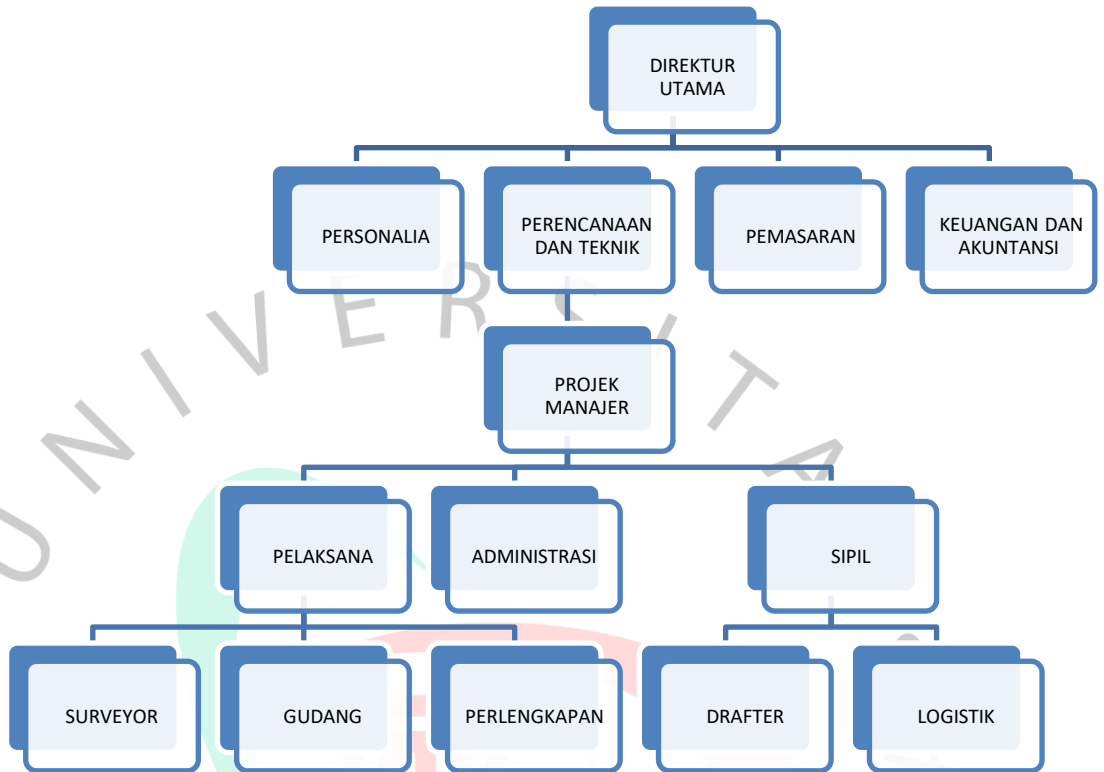 DIREKTUR
UTAMA
PERSONALIA
PERENCANAAN
DAN TEKNIK
PEMASARAN
KEUANGAN DAN
AKUNTANSI
PROJEK
MANAJER
PELAKSANA
ADMINISTRASI
SIPIL
SURVEYOR
GUDANG
PERLENGKAPAN
DRAFTER
LOGISTIK
UNIVERSITA